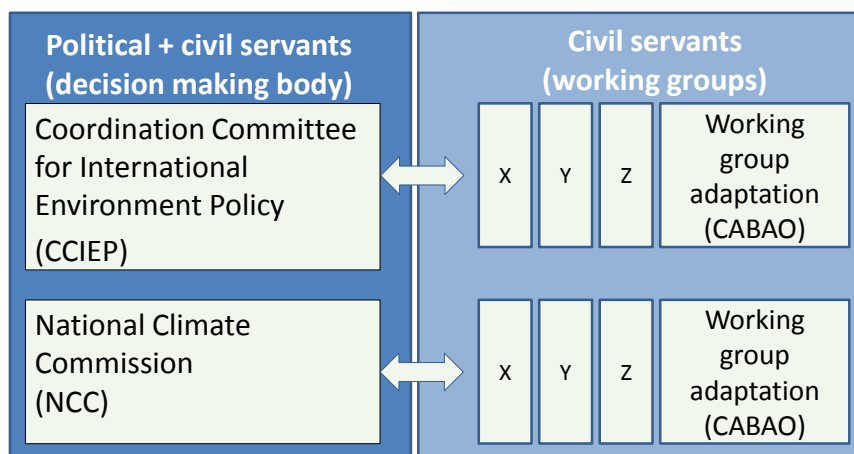 Political + civil servants
(decision making body)
Civil servants
(working groups)
Coordination Committee
for International
Environment Policy
(CCIEP)
X
Y
Z
Working
group
adaptation
(CABAO)
National Climate
Commission
(NCC)
X
Y
Z
Working
group
adaptation
(CABAO)